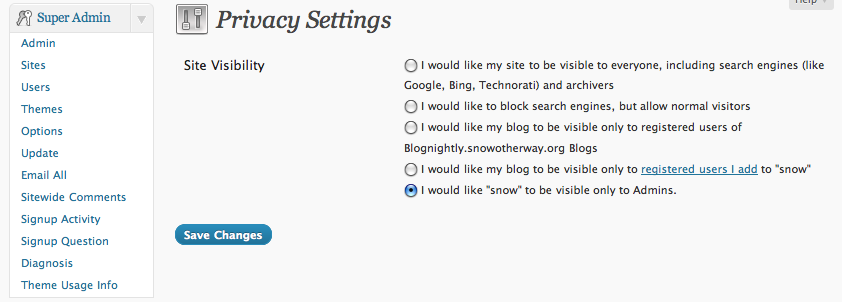 Super Admin
Admin
Sites
Users
Themes
Options
Update
Email All
Sitewide Comments
Signup Activity
Signup Question
Diagnosis
Theme Usage Info
Help
Privacy Settings
Site Visibility
I would like my site to be visible to everyone, including search engines (like
Google, Bing, Technorati) and archivers
I would like to block search engines, but allow normal visitors
I would like my blog to be visible only to registered users of
Blognightly.snowotherway.org Blogs
I would like my blog to be visible only to registered users I add to "snow"
I would like "snow" to be visible only to Admins.
Save Changes